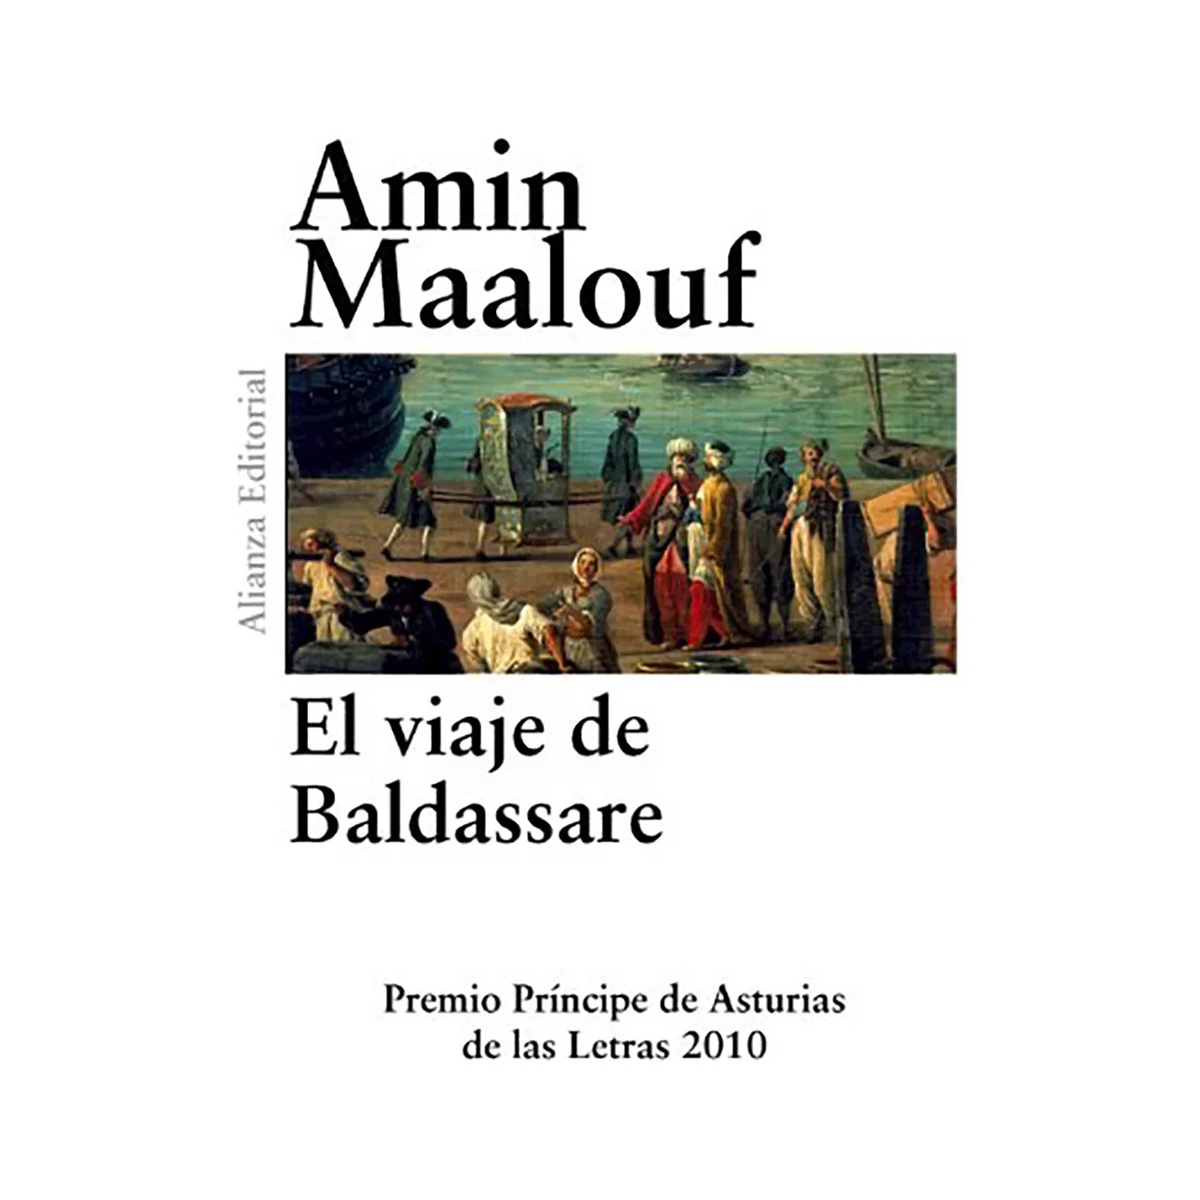 Amin
Maalouf
Alianza Editorial
El viaje de
Baldassare
Premio Príncipe de Asturias
de las Letras 2010